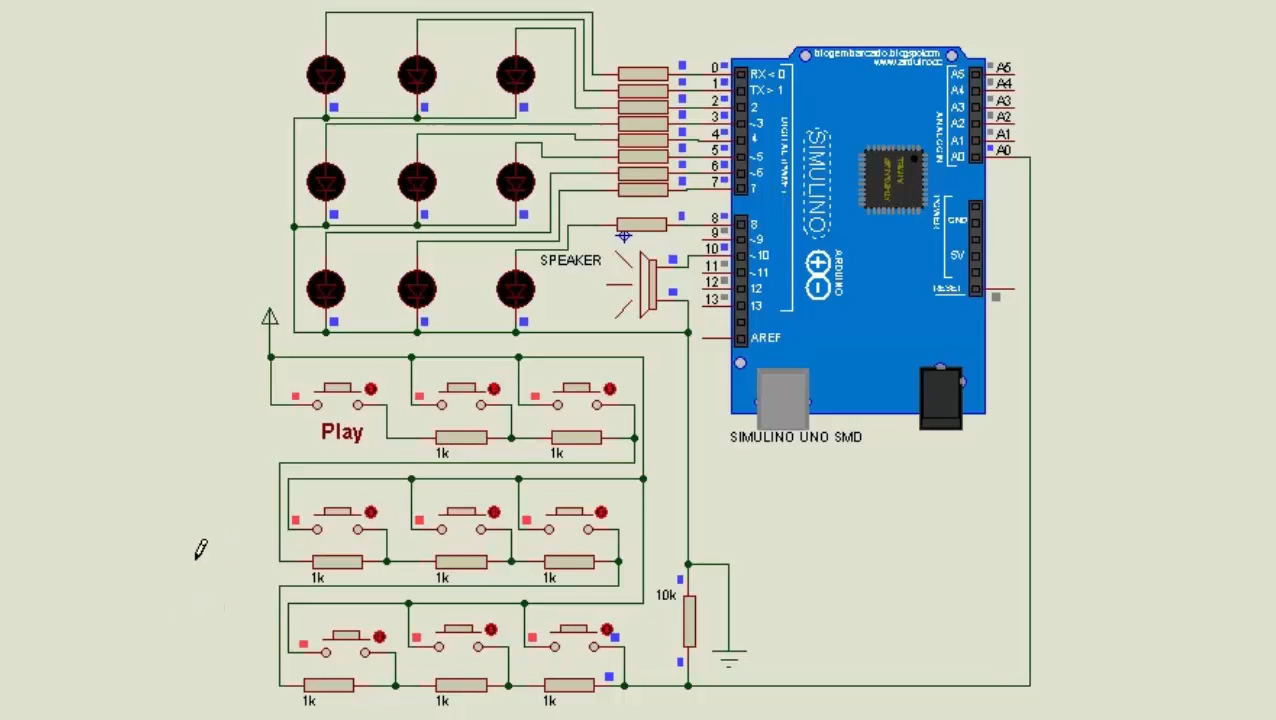 blogembarcado.blogspot.com
www.arduino.cc
0
1
2
3
4
5
6
7
8
9
10
11
12
13
RX < 0
TX > 1
2
~3
4
~5
~6
7
8
~9
~10
~11
12
13
AREF
SIMULINO
ARDUINO
ATMEL
ANALOG IN
A5
A4
A3
A2
A1
A0
A5
A4
A3
A2
A1
A0
POWER
GND
5V
RESET
SPEAKER
SIMULINO UNO SMD
Play
1k
1k
1k
1k
1k
10k
1k
1k
1k